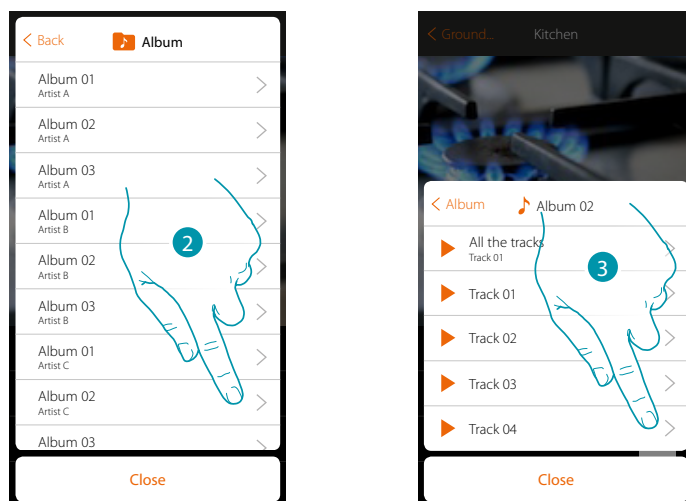 Back
Album
Album 01
Artist A
Album 02
Artist A
Album 03
Artist A
Album 01
Artist B
Album 02
Artist B
Album 03
Artist B
Album 01
Artist C
Album 02
Artist C
Album 03
Close
2
Ground...
Kitchen
Album
Album 02
All the tracks
Track 01
Track 01
Track 02
Track 03
Track 04
Close
3